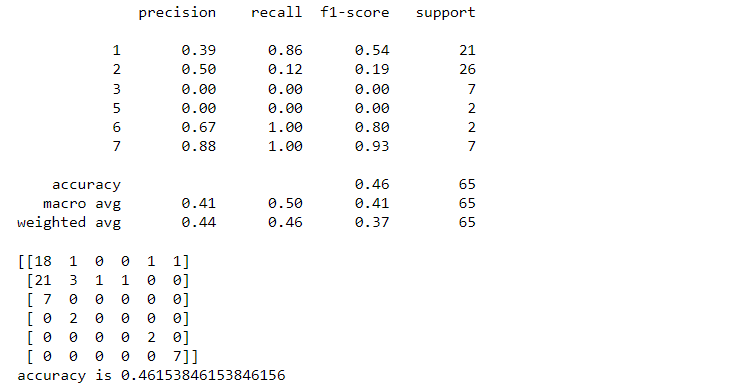 precision recall f1-score support
1 0.39 0.86 0.54 21
2 0.50 0.12 0.19 26
3 0.00 0.00 0.00 7
5 0.00 0.00 0.00 2
6 0.67 1.00 0.80 2
7 0.88 1.00 0.93 7
accuracy 0.46 65
macro avg 0.41 0.50 0.41 65
weighted avg 0.44 0.46 0.37 65
[[18 1 0 0 1 1]
[21 3 1 1 0 0]
[ 7 0 0 0 0 0]
[ 0 2 0 0 0 0]
[ 0 0 0 0 2 0]
[ 0 0 0 0 0 7]]
accuracy is 0.46153846153846156